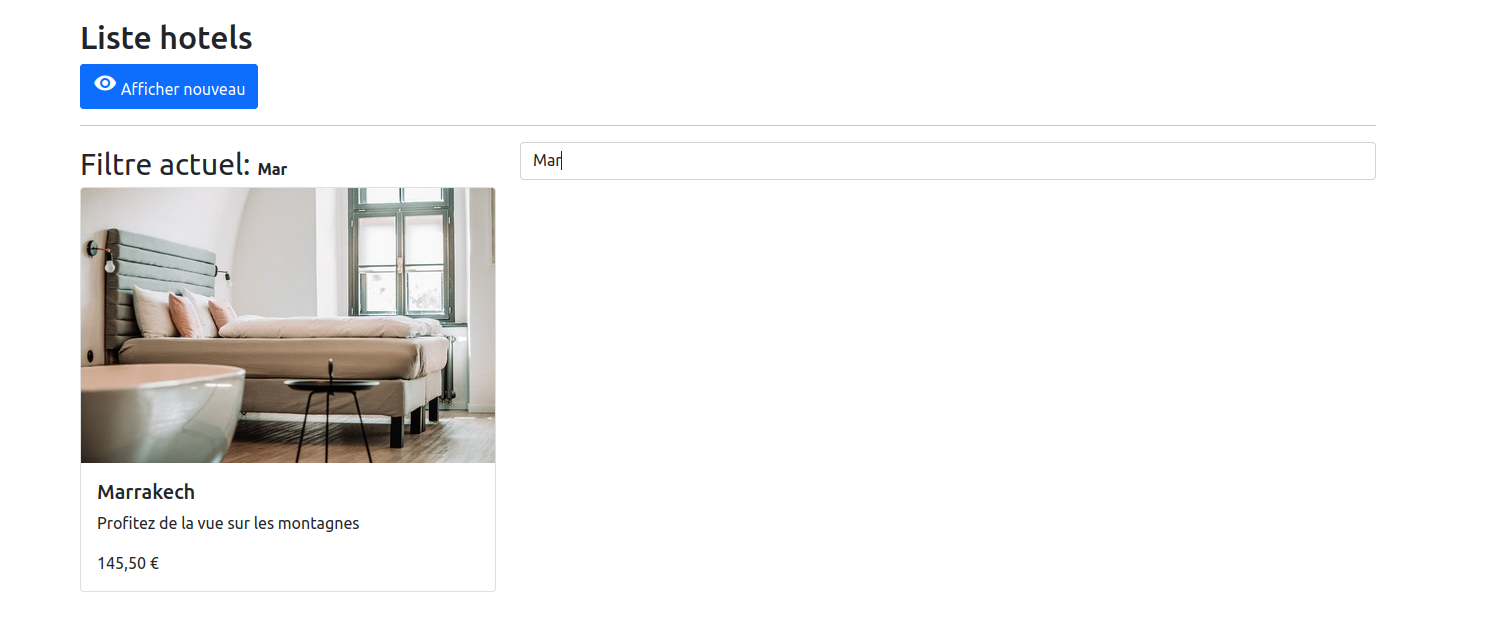 Liste hotels
Afficher nouveau
Filtre actuel: Mar
Mar
Marrakech
Profitez de la vue sur les montagnes
145,50 €